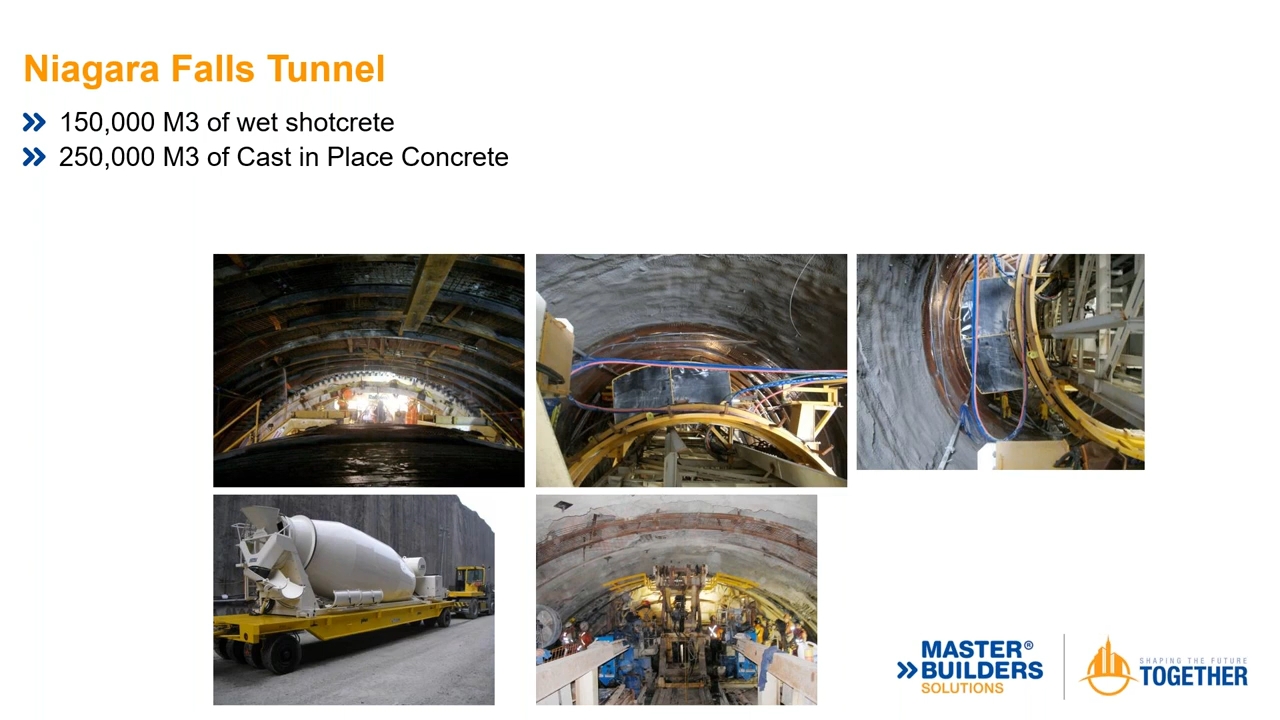 Niagara Falls Tunnel
150,000 M3 of wet shotcrete
250,000 M3 of Cast in Place Concrete
MASTER®
BUILDERS
SOLUTIONS
SHAPING THE FUTURE
TOGETHER